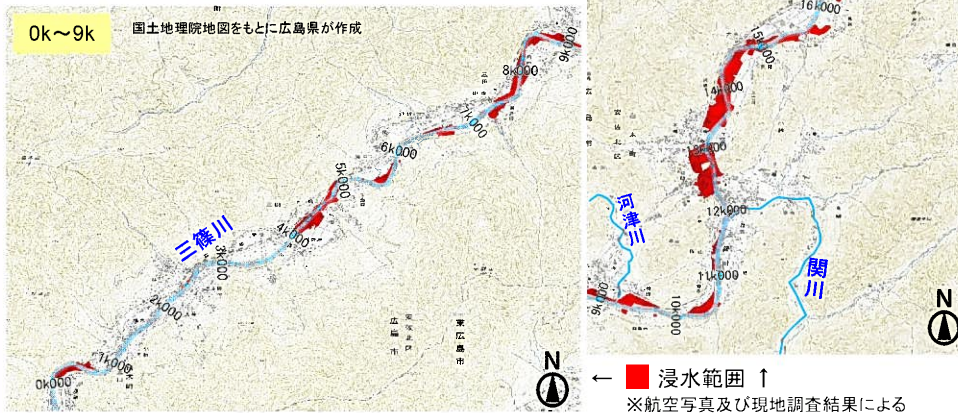 0k～9k
国土地理院地図をもとに広島県が作成
9k000
8k000
7k000
6k000
5k000
4k000
3k000
三篠川
2k000
1k000
0k000
広島市
東広島市
N
16k000
15k000
14k000
13k000
12k000
河津川
関川
11k000
10k000
9k000
N
← 浸水範囲 ↑
※航空写真及び現地調査結果による